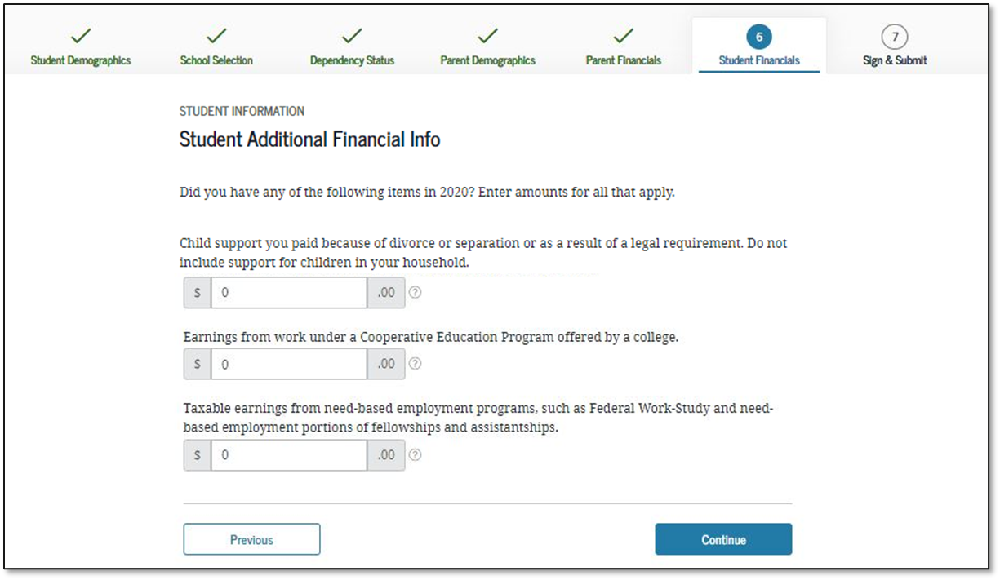 Student Demographics
School Selection
Dependency Status
Parent Demographics
Parent Financials
6
Student Financials
7
Sign & Submit
STUDENT INFORMATION
Student Additional Financial Info
Did you have any of the following items in 2020? Enter amounts for all that apply.
Child support you paid because of divorce or separation or as a result of a legal requirement. Do not
include support for children in your household.
$ 0 .00 ?
Earnings from work under a Cooperative Education Program offered by a college.
$ 0 .00 ?
Taxable earnings from need-based employment programs, such as Federal Work-Study and need-
based employment portions of fellowships and assistantships.
$ 0 .00 ?
Previous
Continue